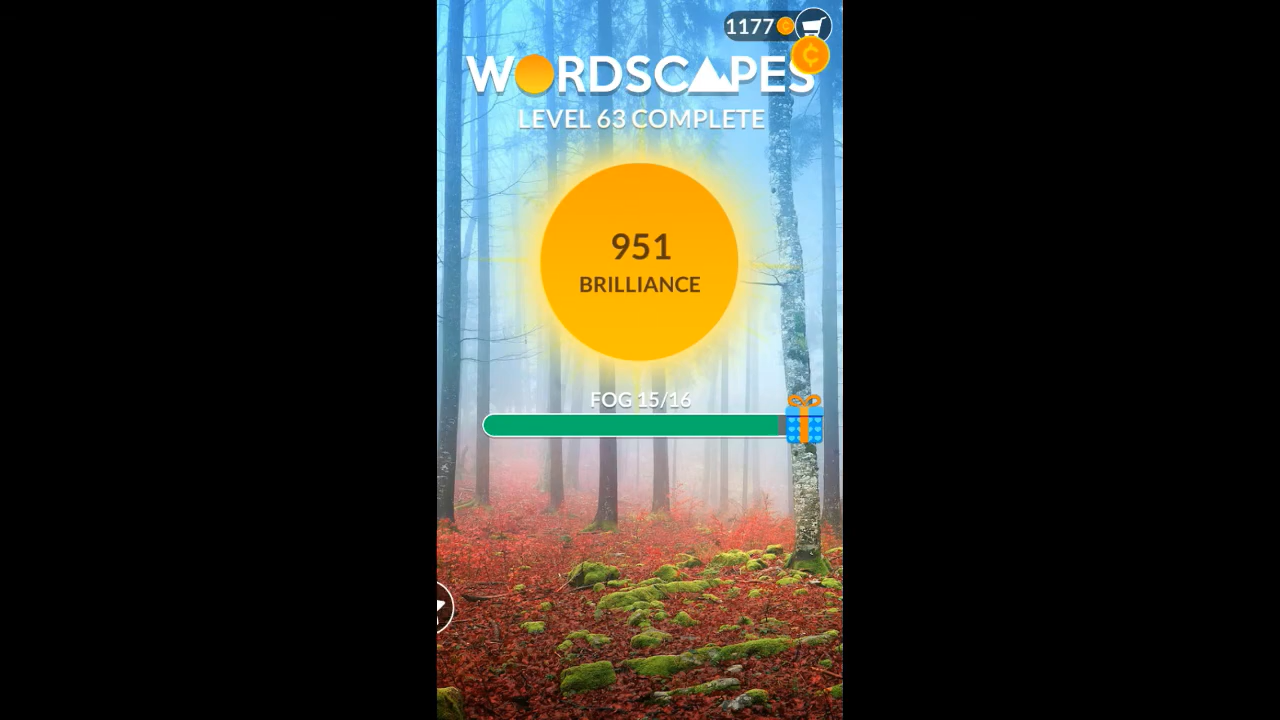 1177
WORDSCAPES
LEVEL 63 COMPLETE
951
BRILLIANCE
FOG 15/16